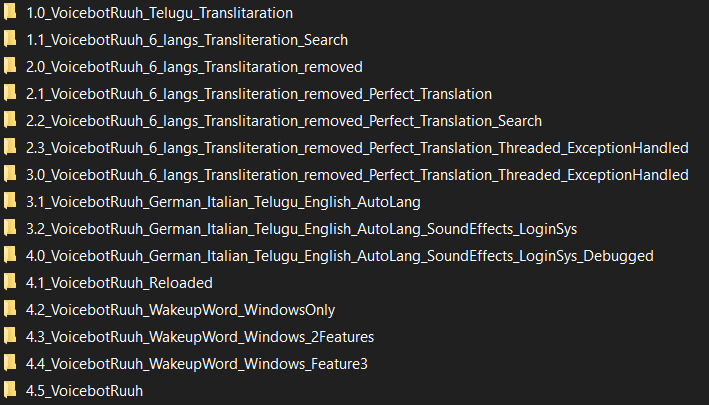 1.0_VoicebotRuuh_Telugu_Translitaration
1.1_VoicebotRuuh_6_langs_Transliteration_Search
2.0_VoicebotRuuh_6_langs_Translitaration_removed
2.1_VoicebotRuuh_6_langs_Transliteration_removed_Perfect_Translation
2.2_VoicebotRuuh_6_langs_Translitaration_removed_Perfect_Translation_Search
2.3_VoicebotRuuh_6_langs_Transliteration_removed_Perfect_Translation_Threaded_ExceptionHandled
3.0_VoicebotRuuh_6_langs_Transliteration_removed_Perfect_Translation_Threaded_ExceptionHandled
3.1_VoicebotRuuh_German_Italian_Telugu_English_AutoLang
3.2_VoicebotRuuh_German_Italian_Telugu_English_AutoLang_SoundEffects_LoginSys
4.0_VoicebotRuuh_German_Italian_Telugu_English_AutoLang_SoundEffects_LoginSys_Debugged
4.1_VoicebotRuuh_Reloaded
4.2_VoicebotRuuh_WakeupWord_WindowsOnly
4.3_VoicebotRuuh_WakeupWord_Windows_2Features
4.4_VoicebotRuuh_WakeupWord_Windows_Feature3
4.5_VoicebotRuuh